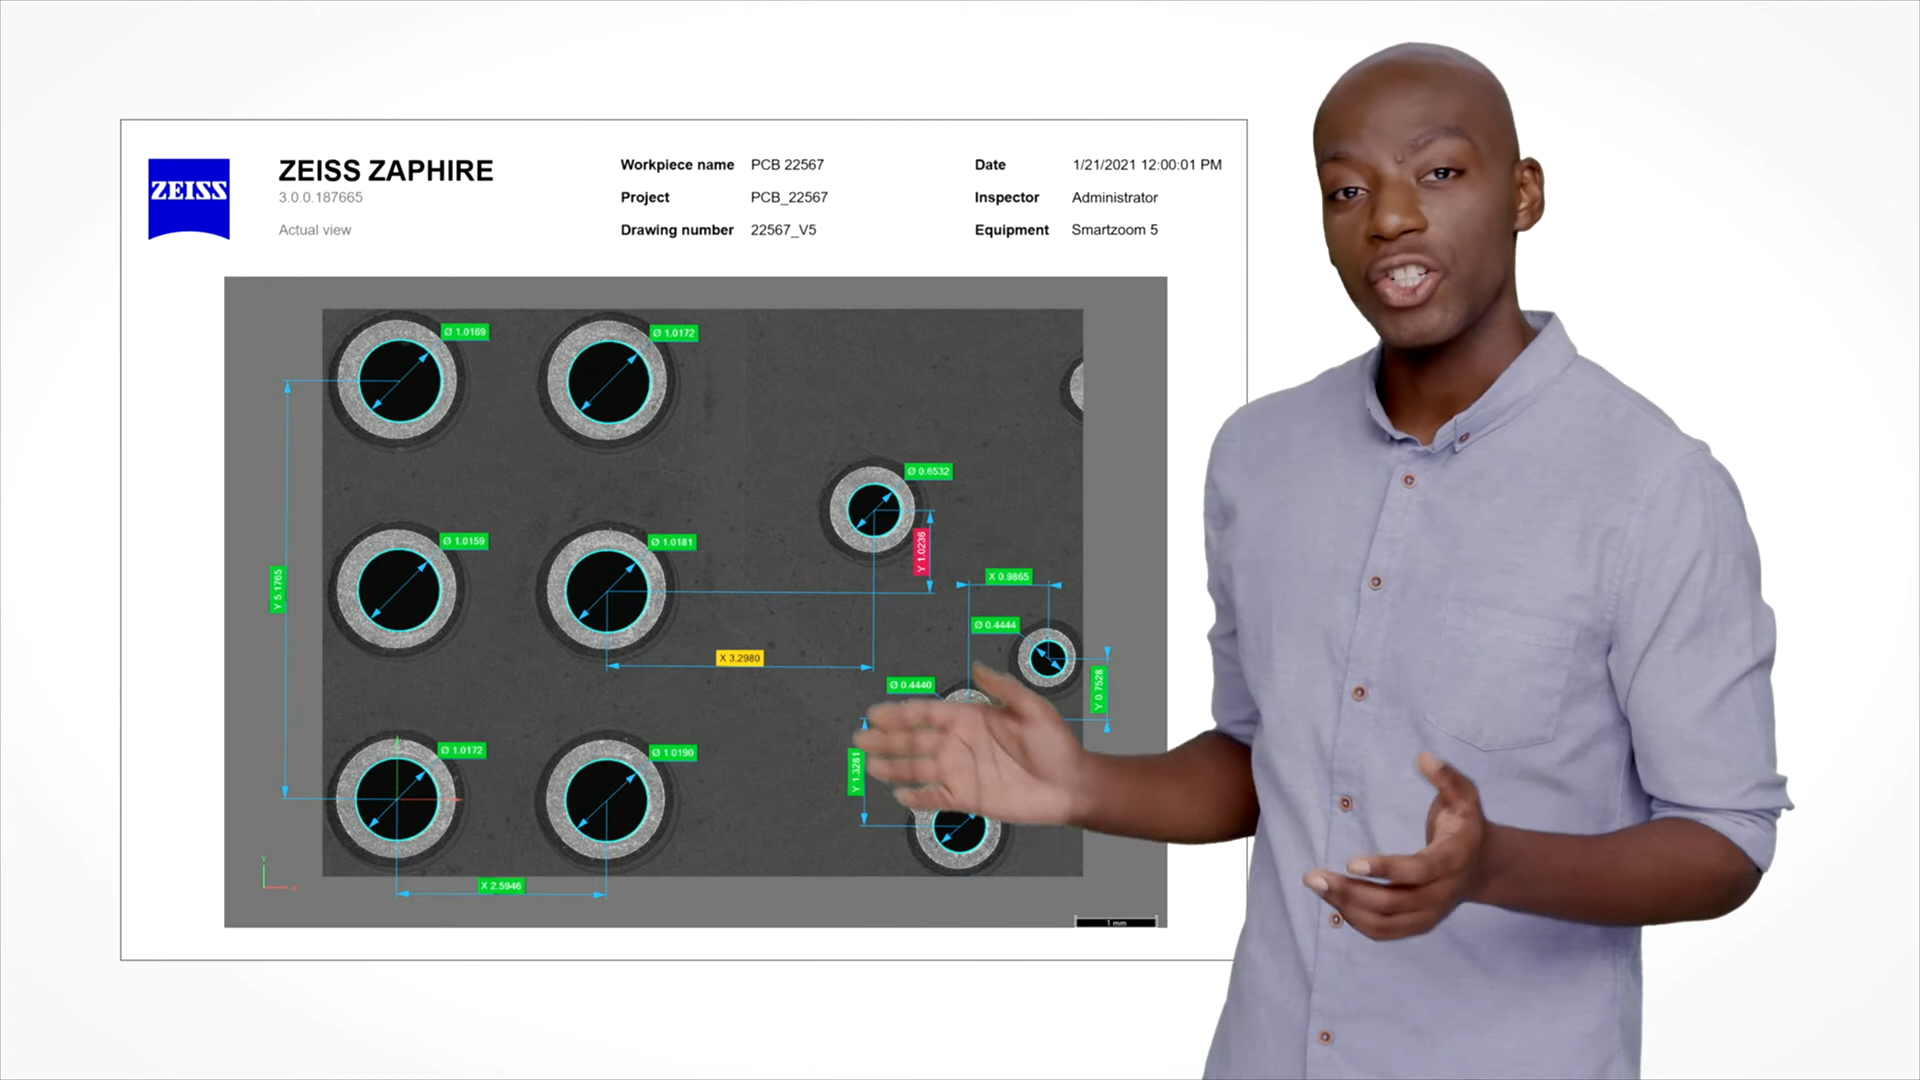 ZEISS
ZEISS ZAPHIRE
3.0.0.187665
Actual view
Workpiece name PCB 22567
Project PCB_22567
Drawing number 22567_V5
Date 1/21/2021 12:00:01 PM
Inspector Administrator
Equipment Smartzoom 5
Ø 1.0169
Ø 1.0172
Ø 0.6532
Ø 1.0159
Ø 1.0181
Y 1.0236
X 0.9865
Y 5.1765
Ø 0.4444
X 3.2980
Ø 0.4440
Y 0.7528
Ø 1.0172
Ø 1.0190
Y 1.3281
Y
X 2.5946
1 mm